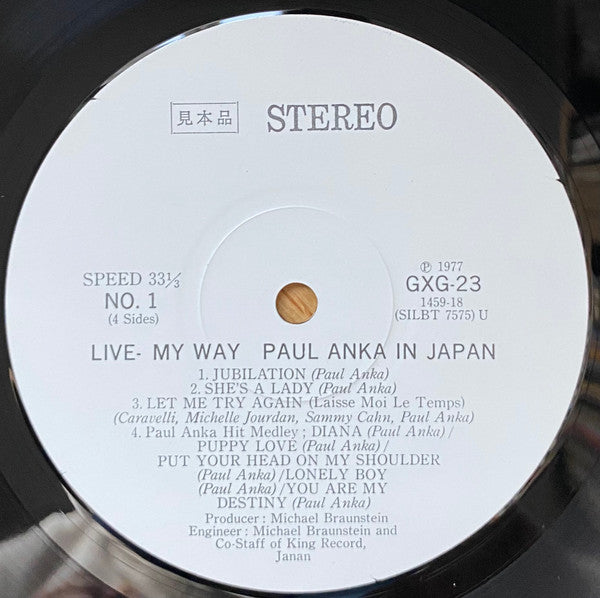 見本品 STEREO
SPEED 33⅓
NO. 1
(4 Sides)
Ⓟ 1977
GXG-23
1459-18
(SILBT 7575) U
LIVE- MY WAY PAUL ANKA IN JAPAN
1. JUBILATION (Paul Anka)
2. SHE'S A LADY (Paul Anka)
3. LET ME TRY AGAIN (Laisse Moi Le Temps)
(Caravelli, Michelle Jourdan, Sammy Cahn, Paul Anka)
4. Paul Anka Hit Medley ; DIANA (Paul Anka) /
PUPPY LOVE (Paul Anka) /
PUT YOUR HEAD ON MY SHOULDER
(Paul Anka) /LONELY BOY
(Paul Anka) /YOU ARE MY
DESTINY (Paul Anka)
Producer : Michael Braunstein
Engineer : Michael Braunstein and
Co-Staff of King Record,
Janan